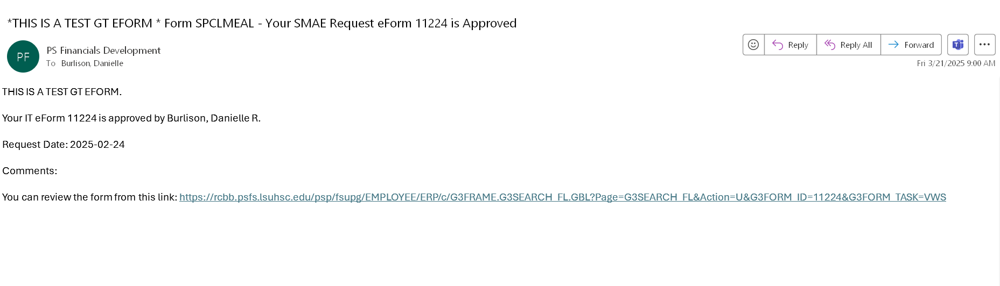 *THIS IS A TEST GT EFORM * Form SPCLMEAL - Your SMAE Request eForm 11224 is Approved
PF
PS Financials Development
To Burlison, Danielle
Reply
Reply All
Forward
Fri 3/21/2025 9:00 AM
THIS IS A TEST GT EFORM.
Your IT eForm 11224 is approved by Burlison, Danielle R.
Request Date: 2025-02-24
Comments:
You can review the form from this link: https://rcbb.psfs.lsuhsc.edu/psp/fsupg/EMPLOYEE/ERP/c/G3FRAME.G3SEARCH_FL.GBL?Page=G3SEARCH_FL&Action=U&G3FORM_ID=11224&G3FORM_TASK=VWS